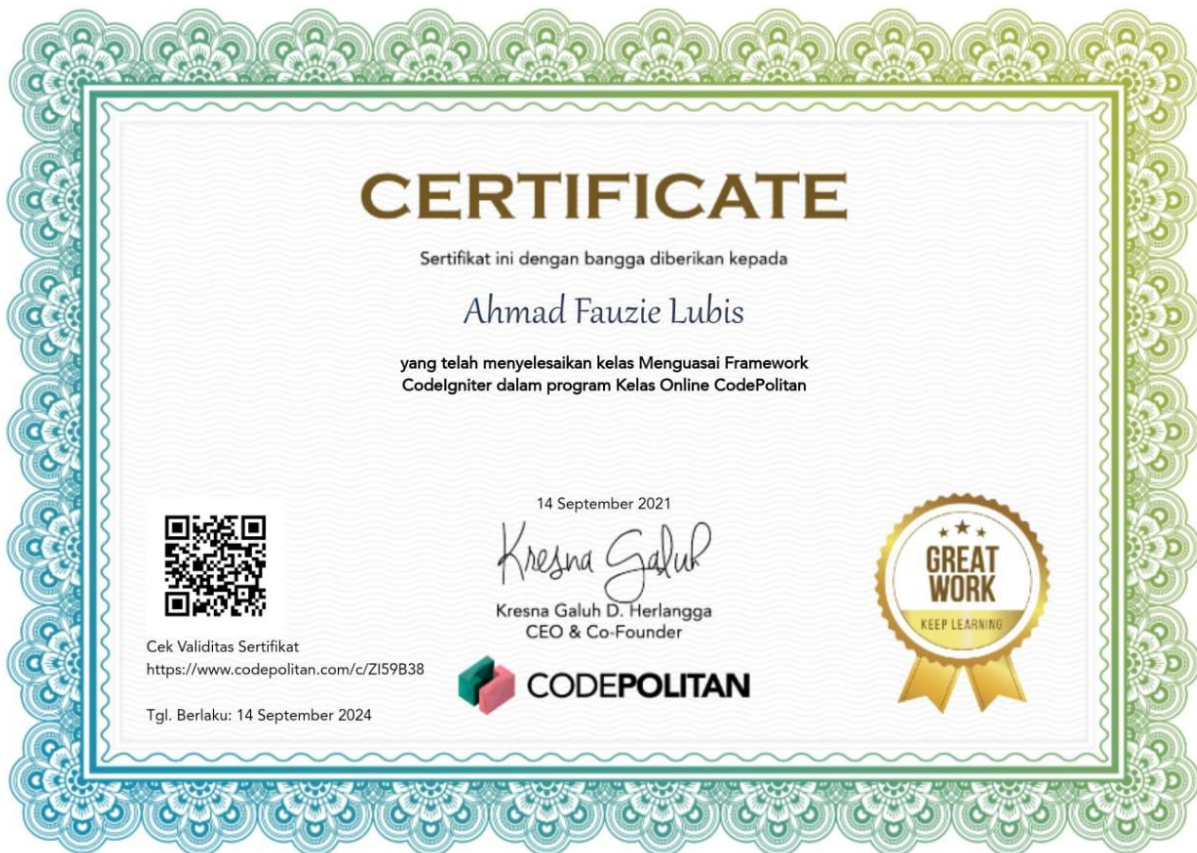 CERTIFICATE
Sertifikat ini dengan bangga diberikan kepada
Ahmad Fauzie Lubis
yang telah menyelesaikan kelas Menguasai Framework
CodeIgniter dalam program Kelas Online CodePolitan
14 September 2021
Kresna Galuh
Kresna Galuh D. Herlangga
CEO & Co-Founder
CODEPOLITAN
Cek Validitas Sertifikat
https://www.codepolitan.com/c/ZI59B38
Tgl. Berlaku: 14 September 2024
GREAT
WORK
KEEP LEARNING